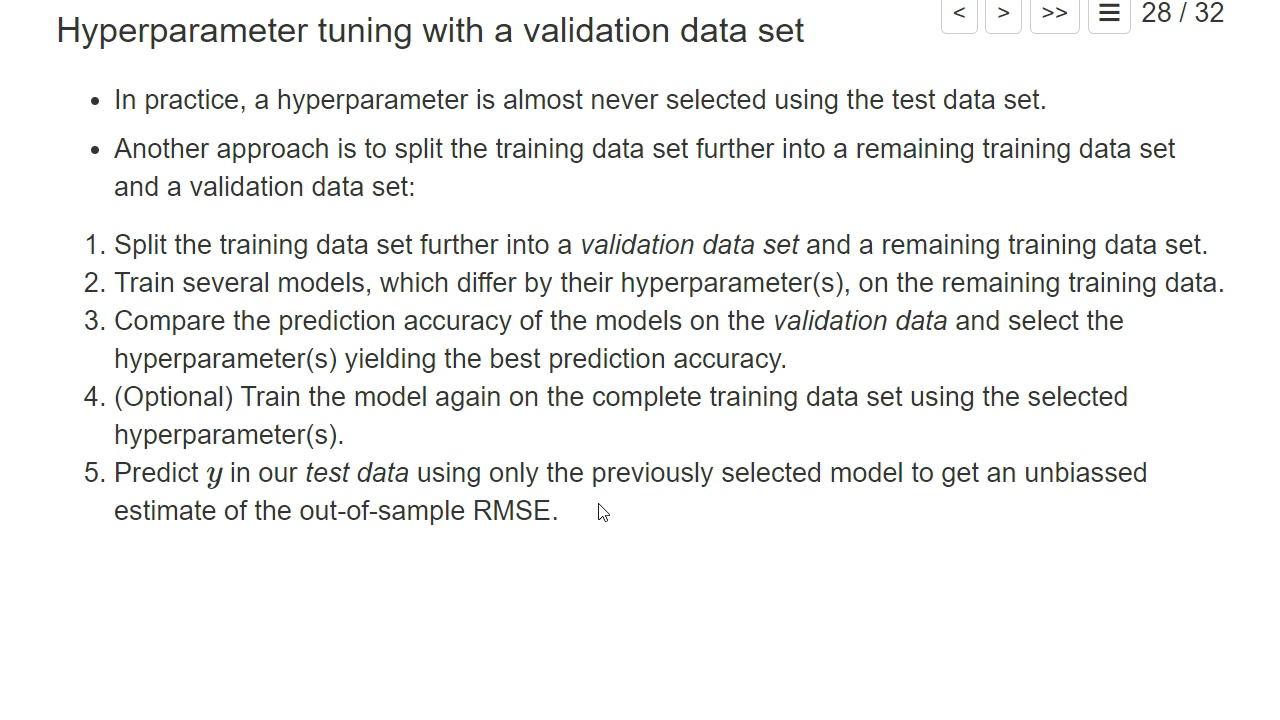 Hyperparameter tuning with a validation data set
< > >> ☰ 28 / 32
• In practice, a hyperparameter is almost never selected using the test data set.
• Another approach is to split the training data set further into a remaining training data set
and a validation data set:
1. Split the training data set further into a validation data set and a remaining training data set.
2. Train several models, which differ by their hyperparameter(s), on the remaining training data.
3. Compare the prediction accuracy of the models on the validation data and select the
hyperparameter(s) yielding the best prediction accuracy.
4. (Optional) Train the model again on the complete training data set using the selected
hyperparameter(s).
5. Predict y in our test data using only the previously selected model to get an unbiassed
estimate of the out-of-sample RMSE.